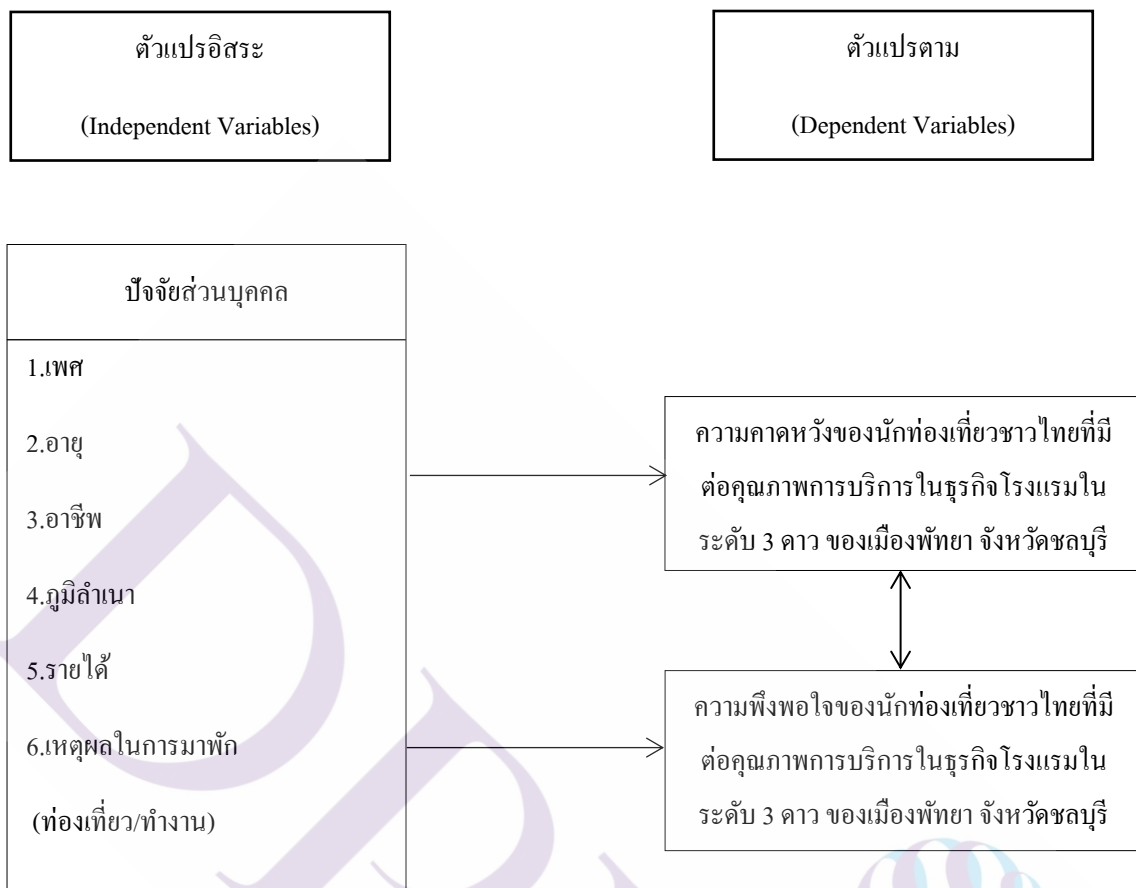 ตัวแปรอิสระ
(Independent Variables)
ตัวแปรตาม
(Dependent Variables)
ปัจจัยส่วนบุคคล
1.เพศ
2.อายุ
3.อาชีพ
4.ภูมิลำเนา
5.รายได้
6.เหตุผลในการมาพัก
(ท่องเที่ยว/ทำงาน)
ความคาดหวังของนักท่องเที่ยวชาวไทยที่มี
ต่อคุณภาพการบริการในธุรกิจโรงแรมใน
ระดับ 3 ดาว ของเมืองพัทยา จังหวัดชลบุรี
ความพึงพอใจของนักท่องเที่ยวชาวไทยที่มี
ต่อคุณภาพการบริการในธุรกิจโรงแรมใน
ระดับ 3 ดาว ของเมืองพัทยา จังหวัดชลบุรี